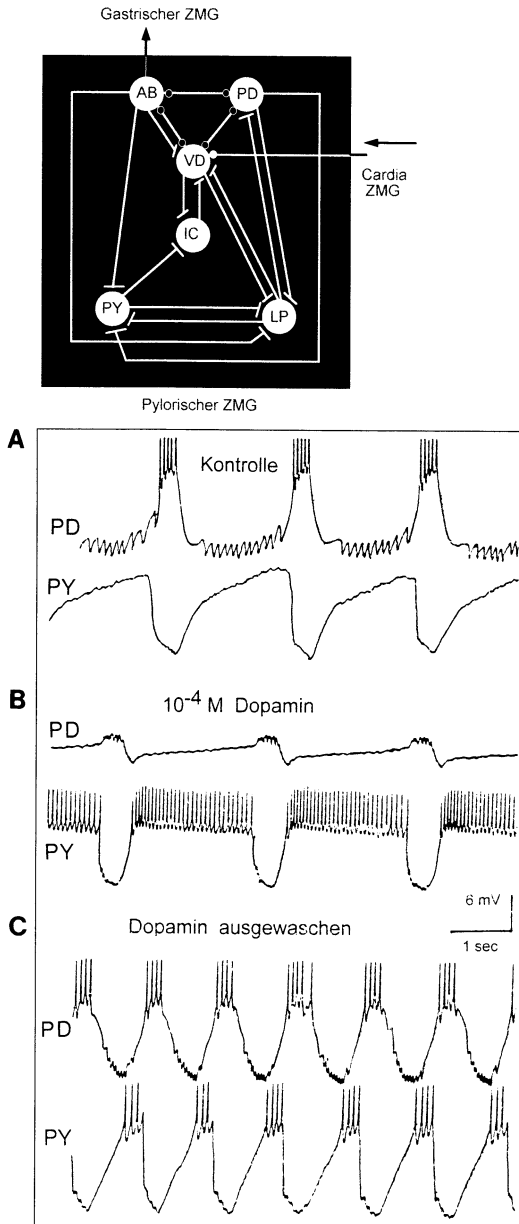 Gastrischer ZMG
AB
PD
VD
Cardia
ZMG
IC
PY
LP
Pylorischer ZMG
A
Kontrolle
PD
PY
B
10⁻⁴ M Dopamin
PD
PY
6 mV
1 sec
C
Dopamin ausgewaschen
PD
PY